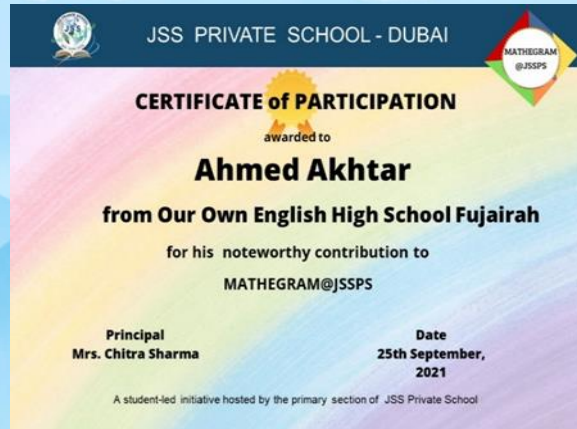 JSS PRIVATE SCHOOL - DUBAI
MATHEGRAM
@JSSPS
CERTIFICATE of PARTICIPATION
awarded to
Ahmed Akhtar
from Our Own English High School Fujairah
for his noteworthy contribution to
MATHEGRAM@JSSPS
Principal
Mrs. Chitra Sharma
Date
25th September,
2021
A student-led initiative hosted by the primary section of JSS Private School